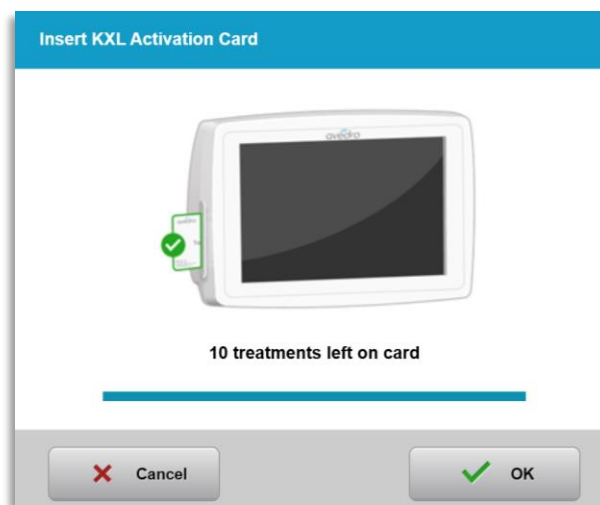 Insert KXL Activation Card
avedro
10 treatments left on card
Cancel
OK